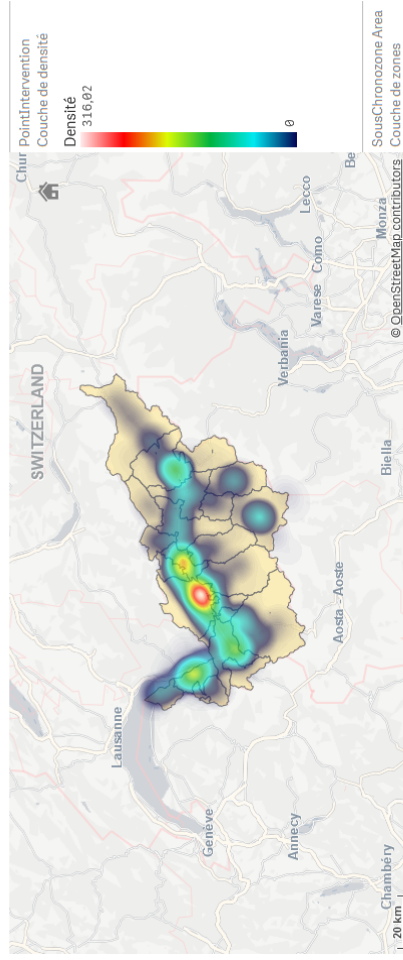 SWITZERLAND
Chur
Lausanne
Genève
Annecy
Chambéry
Aosta - Aoste
Biella
Verbania
Varese
Como
Lecco
Monza
Be
20 km
© OpenStreetMap contributors
PointIntervention
Couche de densité
Densité
316,02
0
SousChronozone Area
Couche de zones